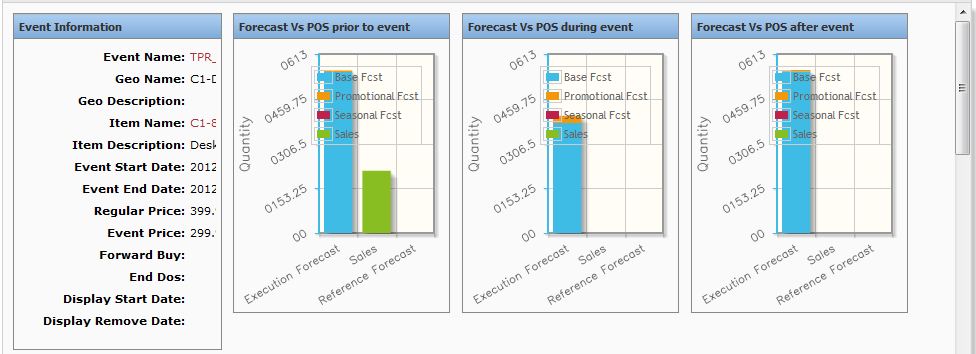 Event Information
Event Name: TPR_
Geo Name: C1-D
Geo Description:
Item Name: C1-8
Item Description: Desk
Event Start Date: 2012
Event End Date: 2012
Regular Price: 399.
Event Price: 299.
Forward Buy:
End Dos:
Display Start Date:
Display Remove Date:
Forecast Vs POS prior to event
0613
0459.75
0306.5
0153.25
00
Quantity
Base Fcst
Promotional Fcst
Seasonal Fcst
Sales
Execution Forecast
Sales
Reference Forecast
Forecast Vs POS during event
0613
0459.75
0306.5
0153.25
00
Quantity
Base Fcst
Promotional Fcst
Seasonal Fcst
Sales
Execution Forecast
Sales
Reference Forecast
Forecast Vs POS after event
0613
0459.75
0306.5
0153.25
00
Quantity
Base Fcst
Promotional Fcst
Seasonal Fcst
Sales
Execution Forecast
Sales
Reference Forecast